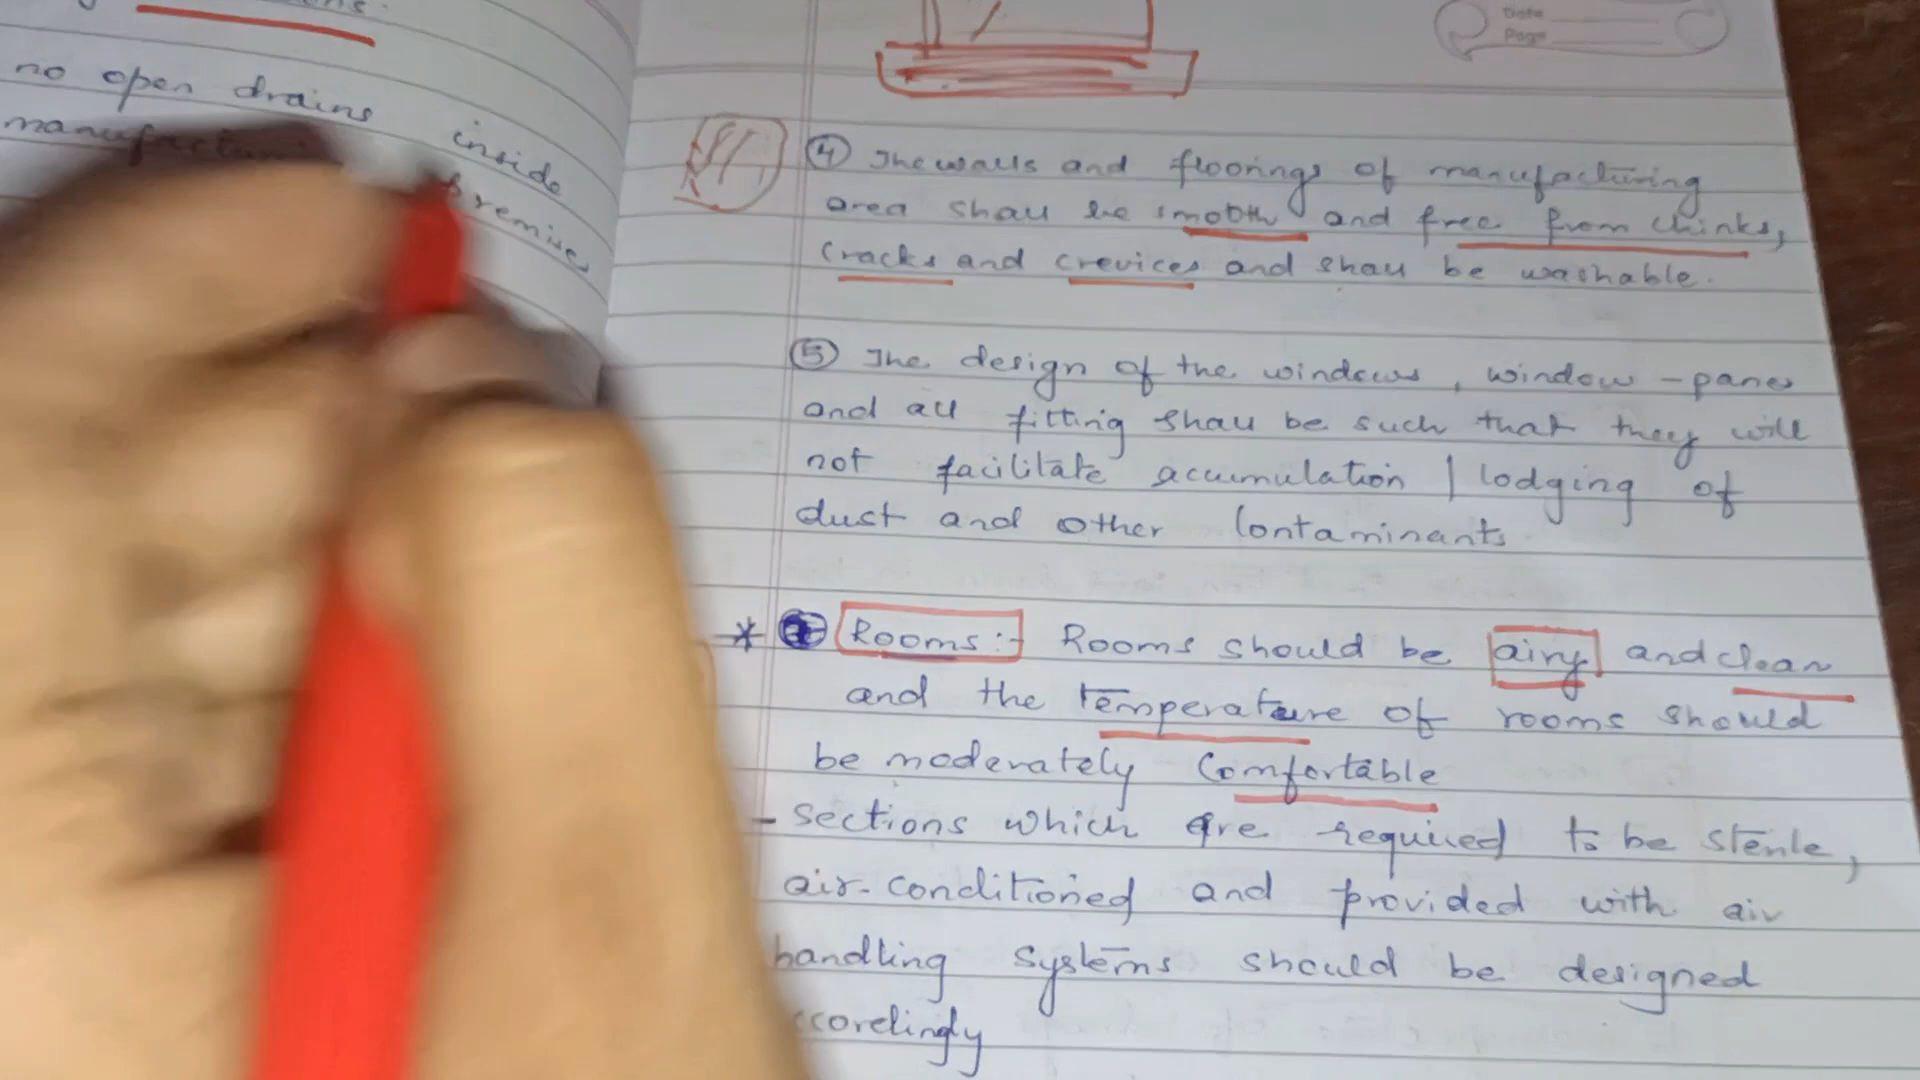 no open drains inside
premises
Date
Page
④ The walls and floorings of manufacturing
area shall be smooth and free from chinks,
cracks and crevices and shall be washable.
⑤ The design of the windows, window-panes
and all fitting shall be such that they will
not facilitate accumulation / lodging of
dust and other contaminants
* Rooms :- Rooms should be airy and clean
and the temperature of rooms should
be moderately comfortable
- sections which are required to be sterile,
air-conditioned and provided with air
handling systems should be designed
ccordingly